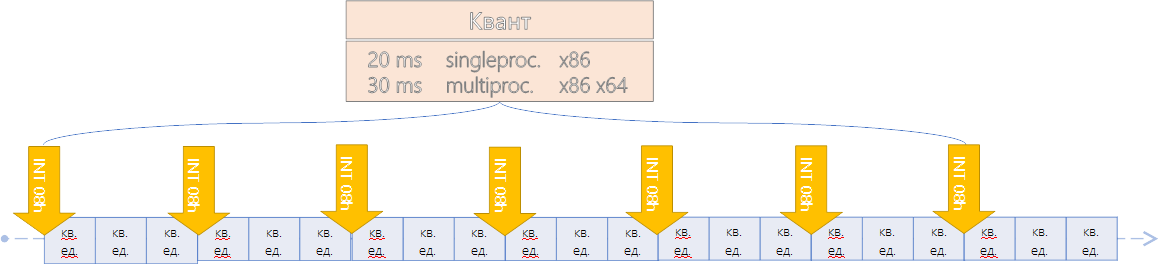 Квант
20 ms singleproc. x86
30 ms multiproc. x86 x64
INT 08h INT 08h INT 08h INT 08h INT 08h INT 08h INT 08h
кв. кв. кв. кв. кв. кв. кв. кв. кв. кв. кв. кв. кв. кв. кв. кв. кв. кв. кв. кв. кв.
ед. ед. ед. ед. ед. ед. ед. ед. ед. ед. ед. ед. ед. ед. ед. ед. ед. ед. ед. ед. ед.